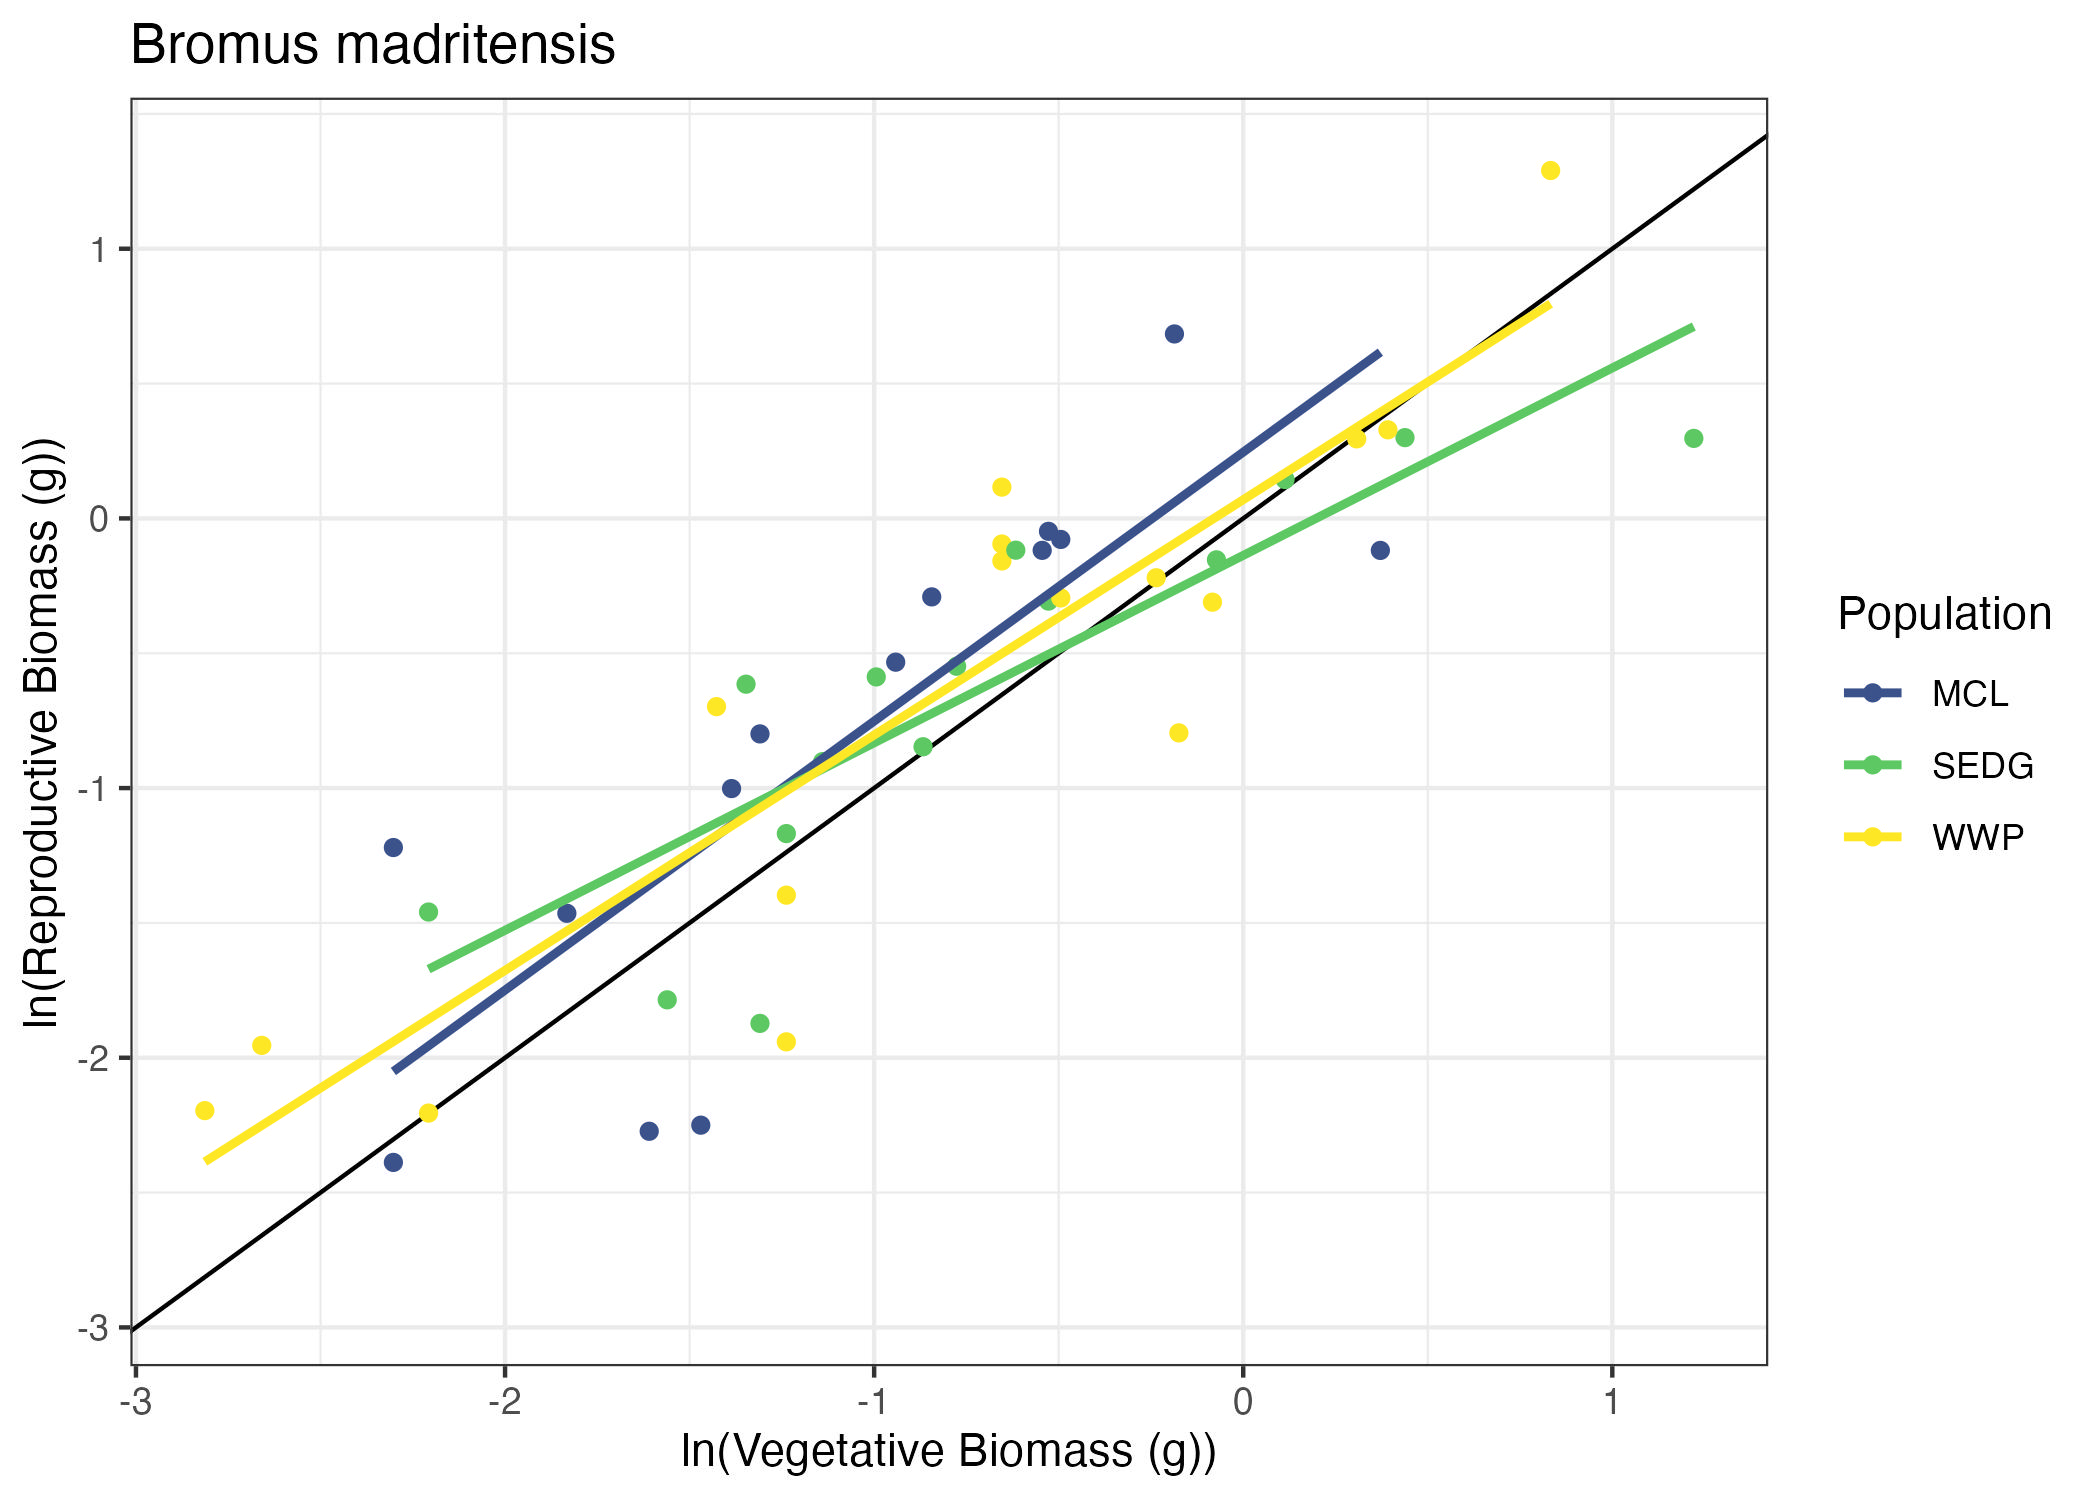 Bromus madritensis
ln(Reproductive Biomass (g))
1
0
-1
-2
-3
-3
-2
-1
0
1
ln(Vegetative Biomass (g))
Population
MCL
SEDG
WWP